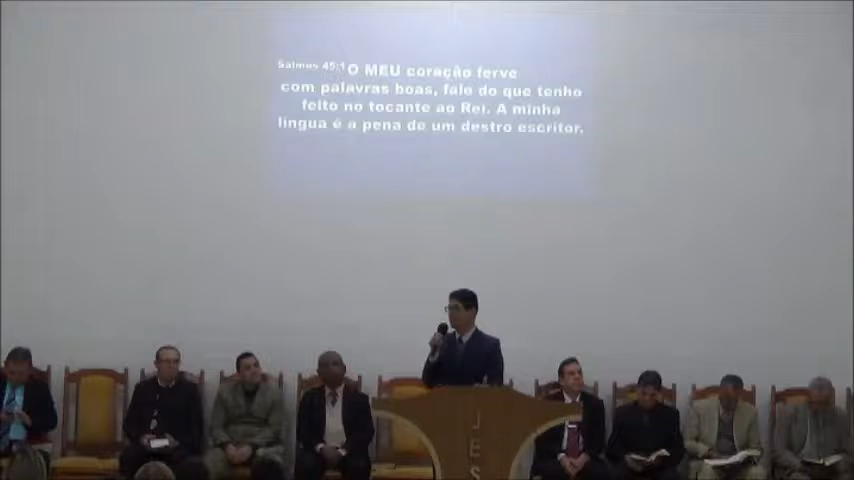 Salmos 45:1 O MEU coração ferve
com palavras boas, falo do que tenho
feito no tocante ao Rei. A minha
língua é a pena de um destro escritor.
J
E
S